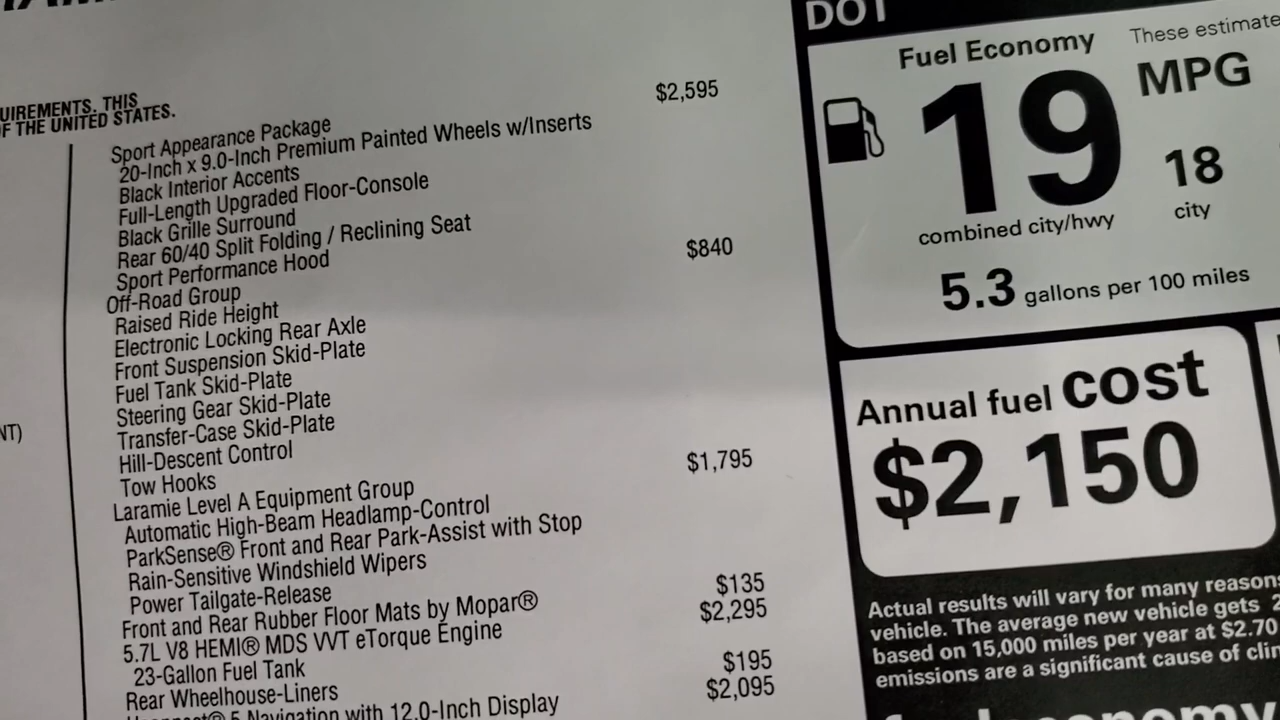 DOT
UIREMENTS. THIS
OF THE UNITED STATES.
NT)
Sport Appearance Package $2,595
20-Inch x 9.0-Inch Premium Painted Wheels w/Inserts
Black Interior Accents
Full-Length Upgraded Floor-Console
Black Grille Surround
Rear 60/40 Split Folding / Reclining Seat
Sport Performance Hood
Off-Road Group $840
Raised Ride Height
Electronic Locking Rear Axle
Front Suspension Skid-Plate
Fuel Tank Skid-Plate
Steering Gear Skid-Plate
Transfer-Case Skid-Plate
Hill-Descent Control
Tow Hooks
Laramie Level A Equipment Group $1,795
Automatic High-Beam Headlamp-Control
ParkSense® Front and Rear Park-Assist with Stop
Rain-Sensitive Windshield Wipers
Power Tailgate-Release
Front and Rear Rubber Floor Mats by Mopar® $135
5.7L V8 HEMI® MDS VVT eTorque Engine $2,295
23-Gallon Fuel Tank
Rear Wheelhouse-Liners $195
5 Navigation with 12.0-Inch Display $2,095
Fuel Economy
These estimate
19 MPG
18
city
combined city/hwy
5.3 gallons per 100 miles
Annual fuel cost
$2,150
Actual results will vary for many reasons
vehicle. The average new vehicle gets 2
based on 15,000 miles per year at $2.70
emissions are a significant cause of clim
fueleconomy